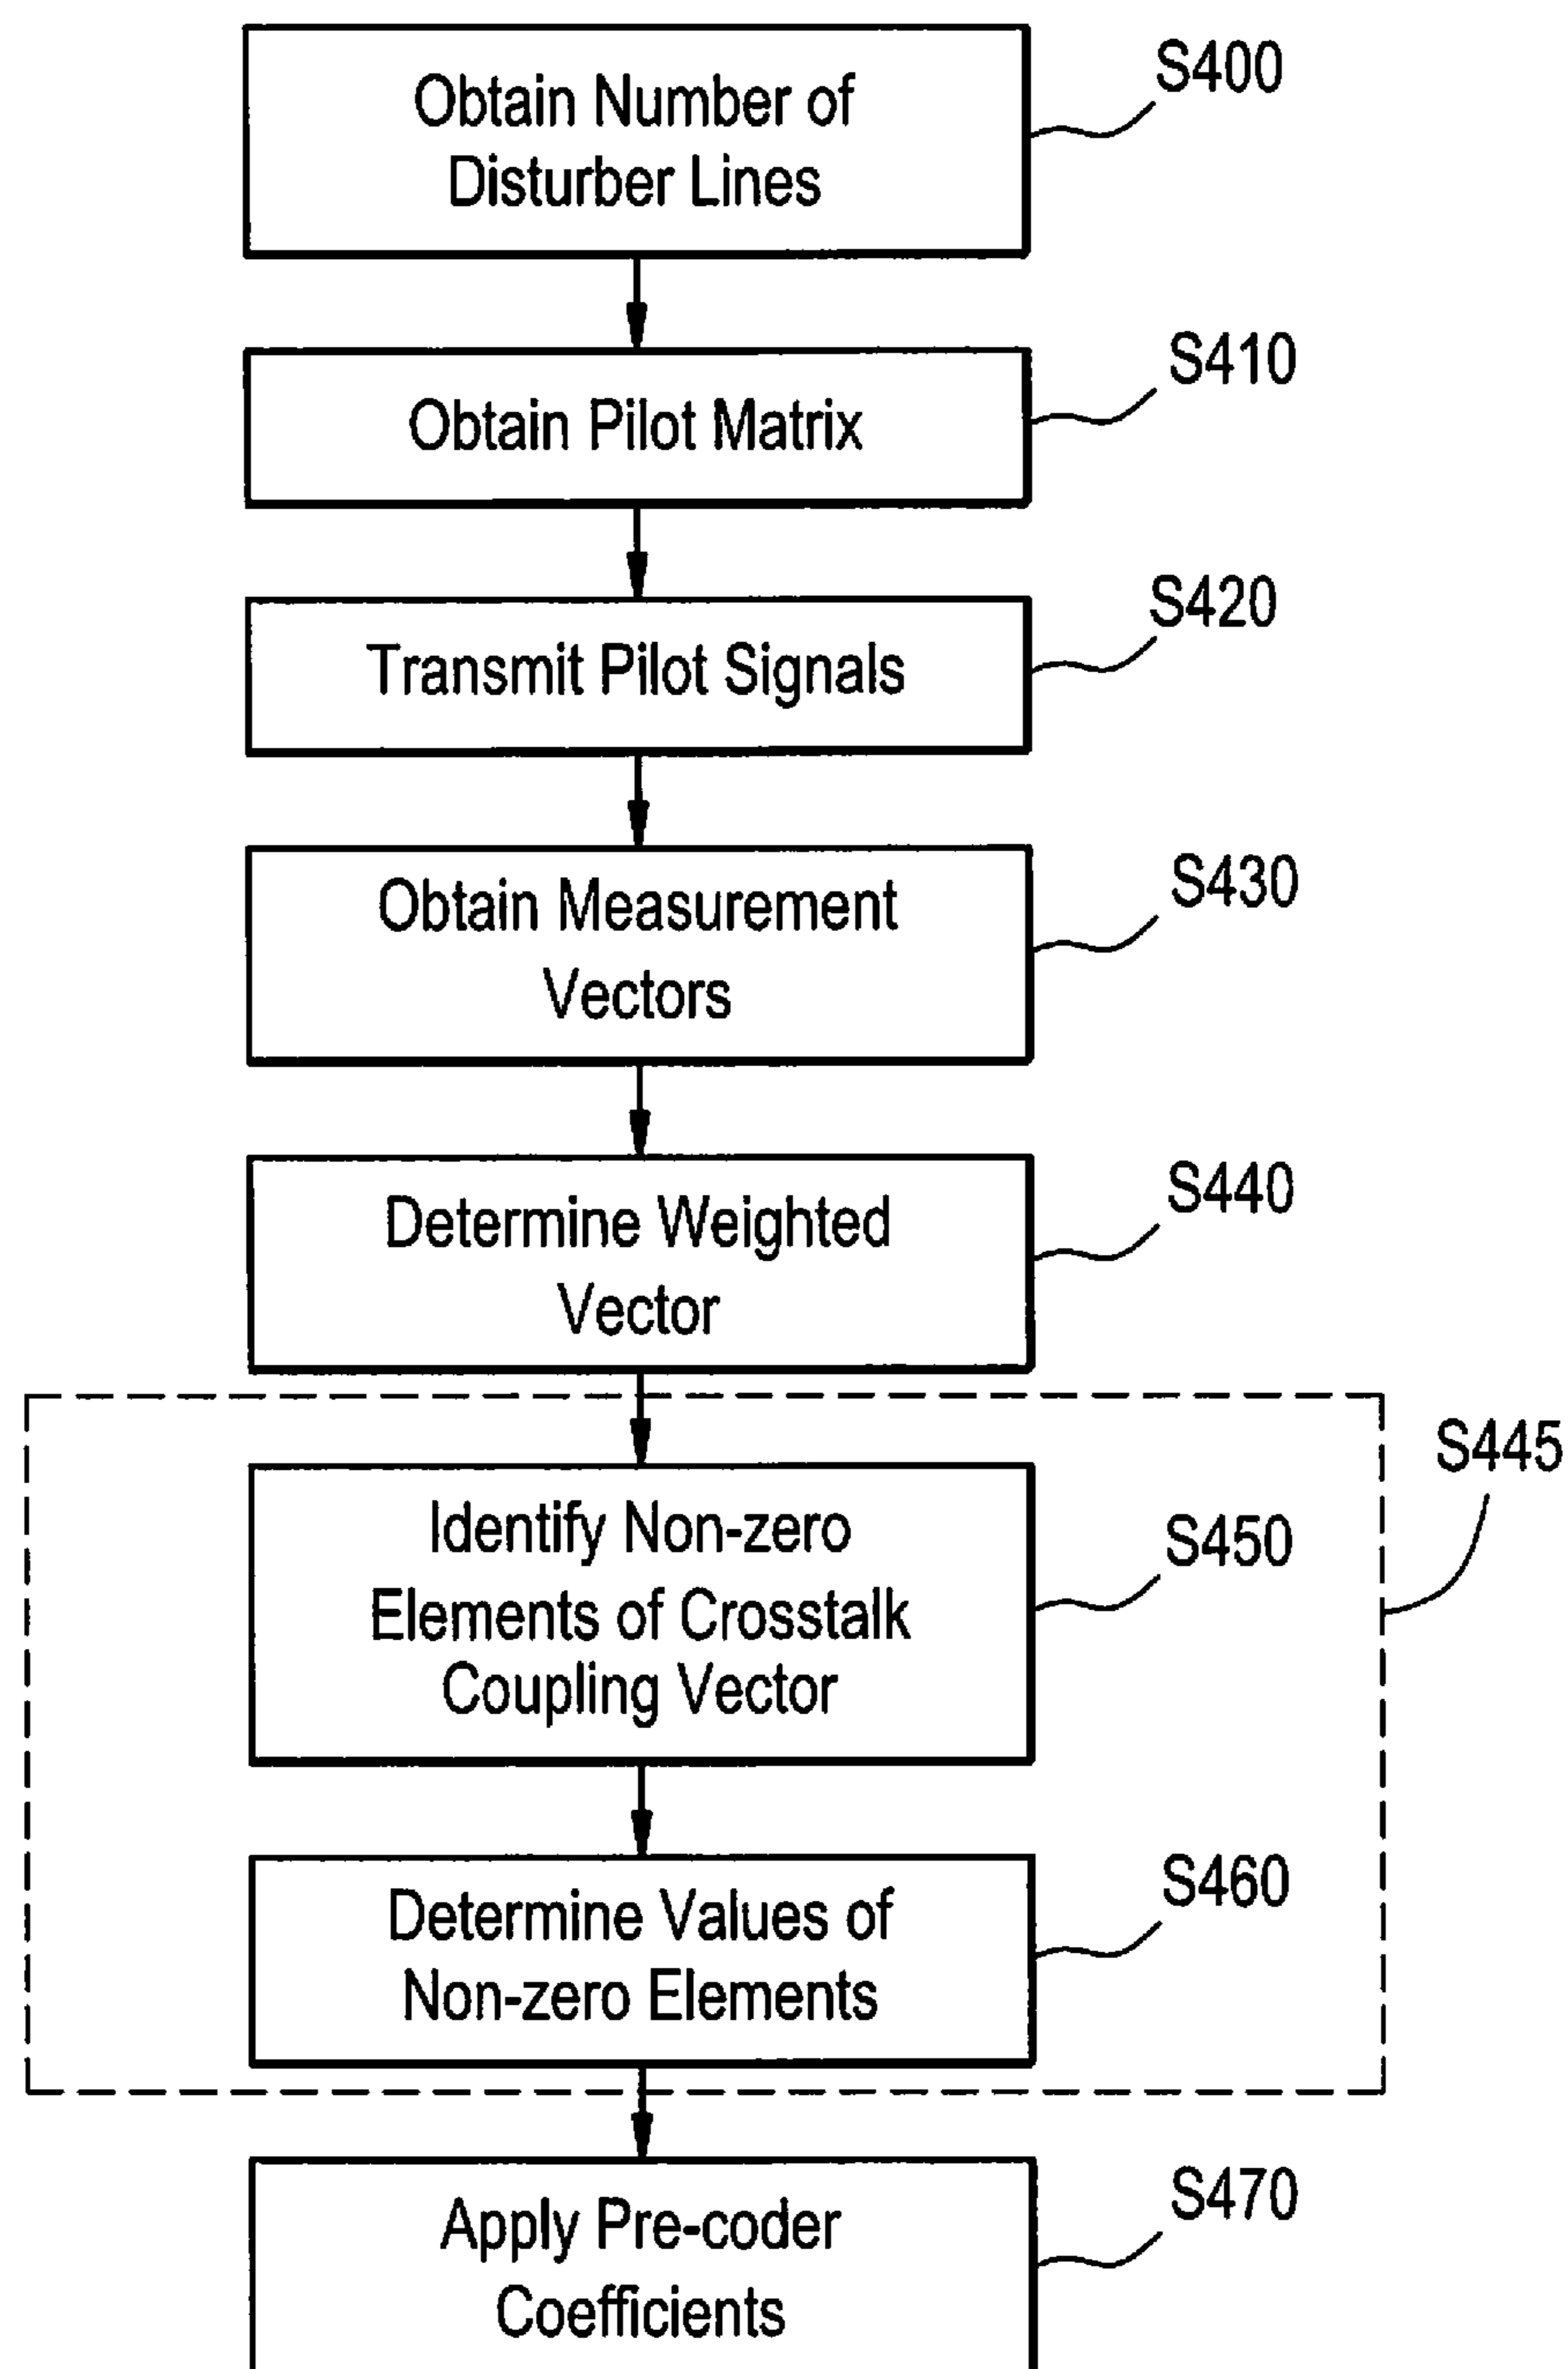 Obtain Number of
Disturber Lines
S400
Obtain Pilot Matrix
S410
Transmit Pilot Signals
S420
Obtain Measurement
Vectors
S430
Determine Weighted
Vector
S440
S445
Identify Non-zero
Elements of Crosstalk
Coupling Vector
S450
Determine Values of
Non-zero Elements
S460
Apply Pre-coder
Coefficients
S470